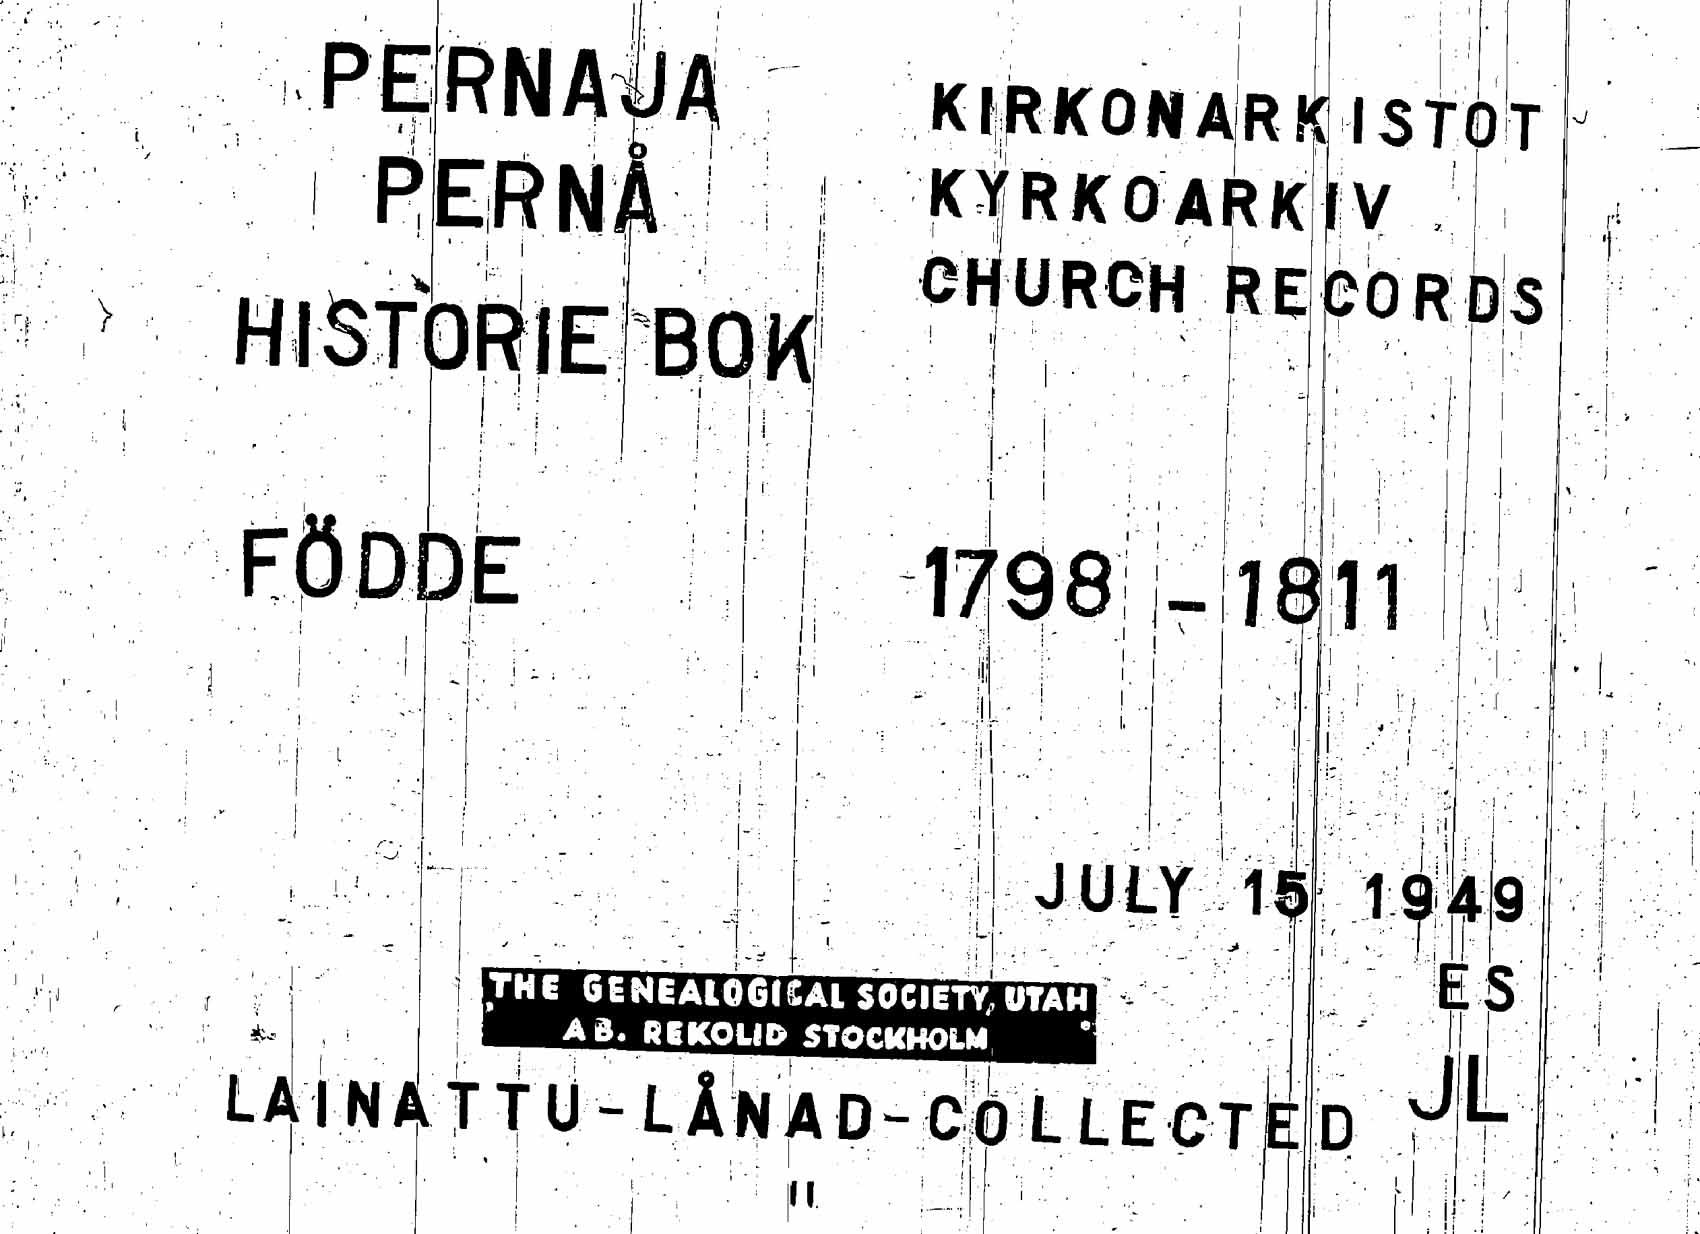 PERNAJA
PERNÅ
HISTORIE BOK
KIRKONARKISTOT
KYRKOARKIV
CHURCH RECORDS
FÖDDE 1798 - 1811
JULY 15 1949
ES
JL
THE GENEALOGICAL SOCIETY, UTAH
AB. REKOLID STOCKHOLM
LAINATTU-LÅNAD-COLLECTED
11